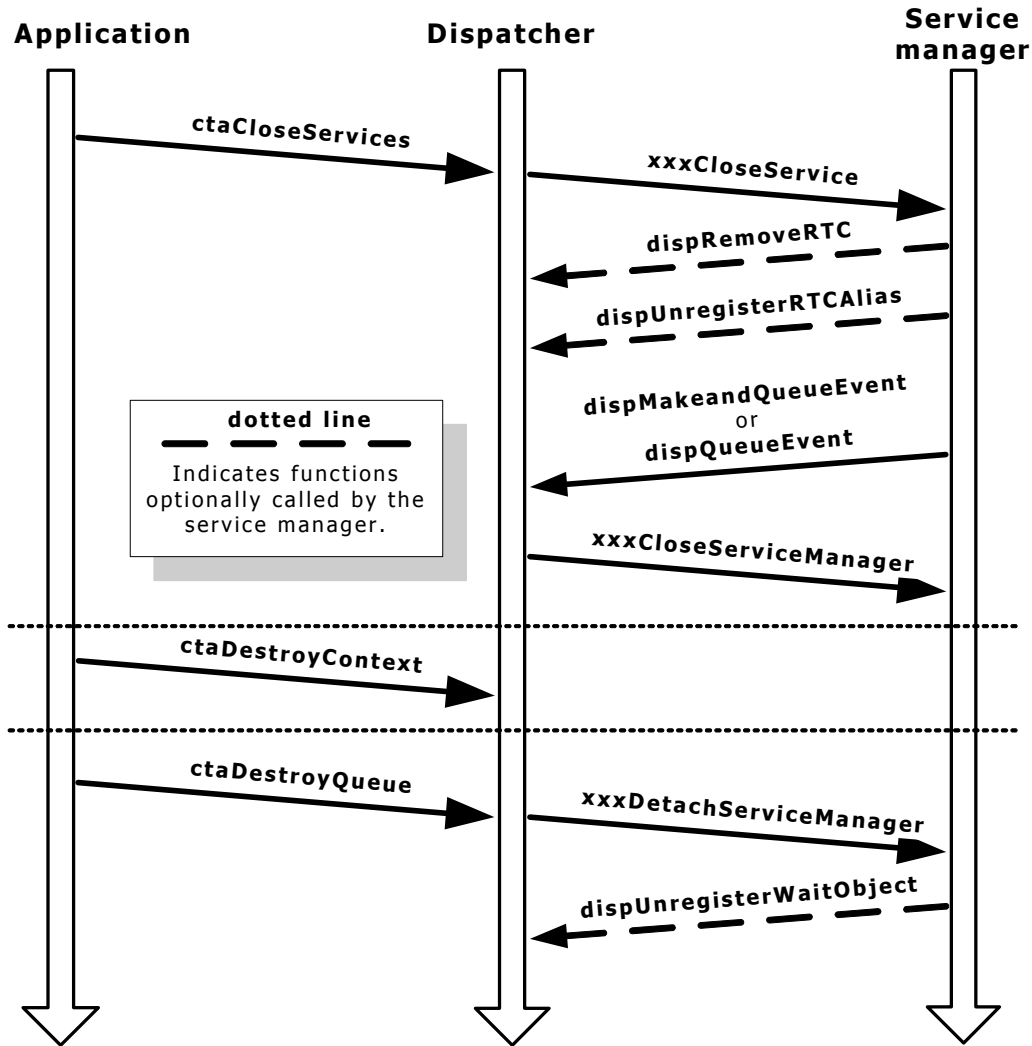 Application
Dispatcher
Service
manager
ctaCloseServices
xxxCloseService
dispRemoveRTC
dispUnregisterRTCAlias
dispMakeandQueueEvent
or
dispQueueEvent
dotted line
Indicates functions
optionally called by the
service manager.
xxxCloseServiceManager
ctaDestroyContext
ctaDestroyQueue
xxxDetachServiceManager
dispUnregisterWaitObject